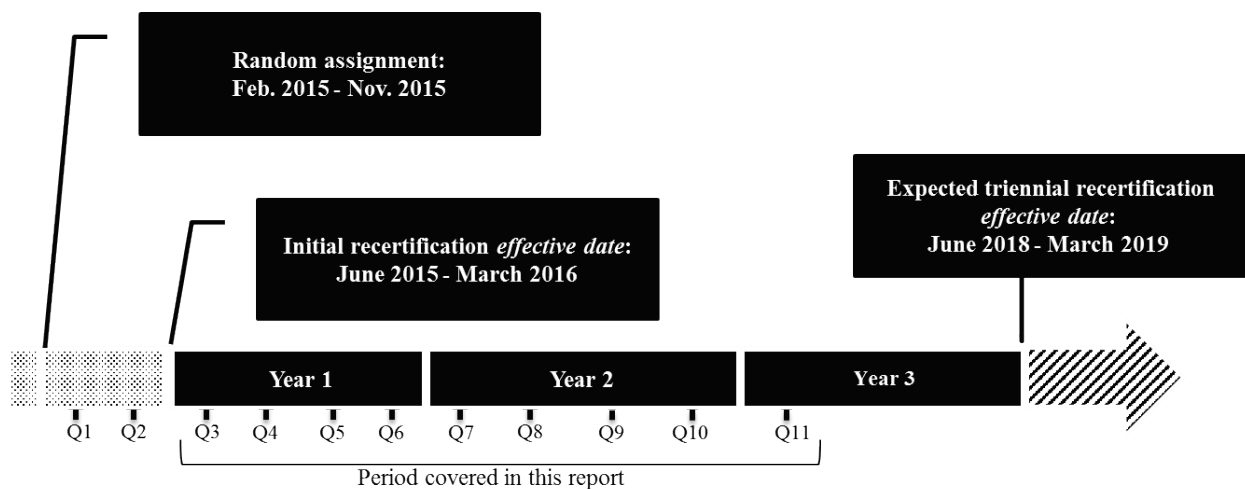 Random assignment:
Feb. 2015 - Nov. 2015
Expected triennial recertification
effective date:
June 2018 - March 2019
Initial recertification effective date:
June 2015 - March 2016
Year 1
Year 2
Year 3
Q1
Q2
Q3
Q4
Q5
Q6
Q7
Q8
Q9
Q10
Q11
Period covered in this report